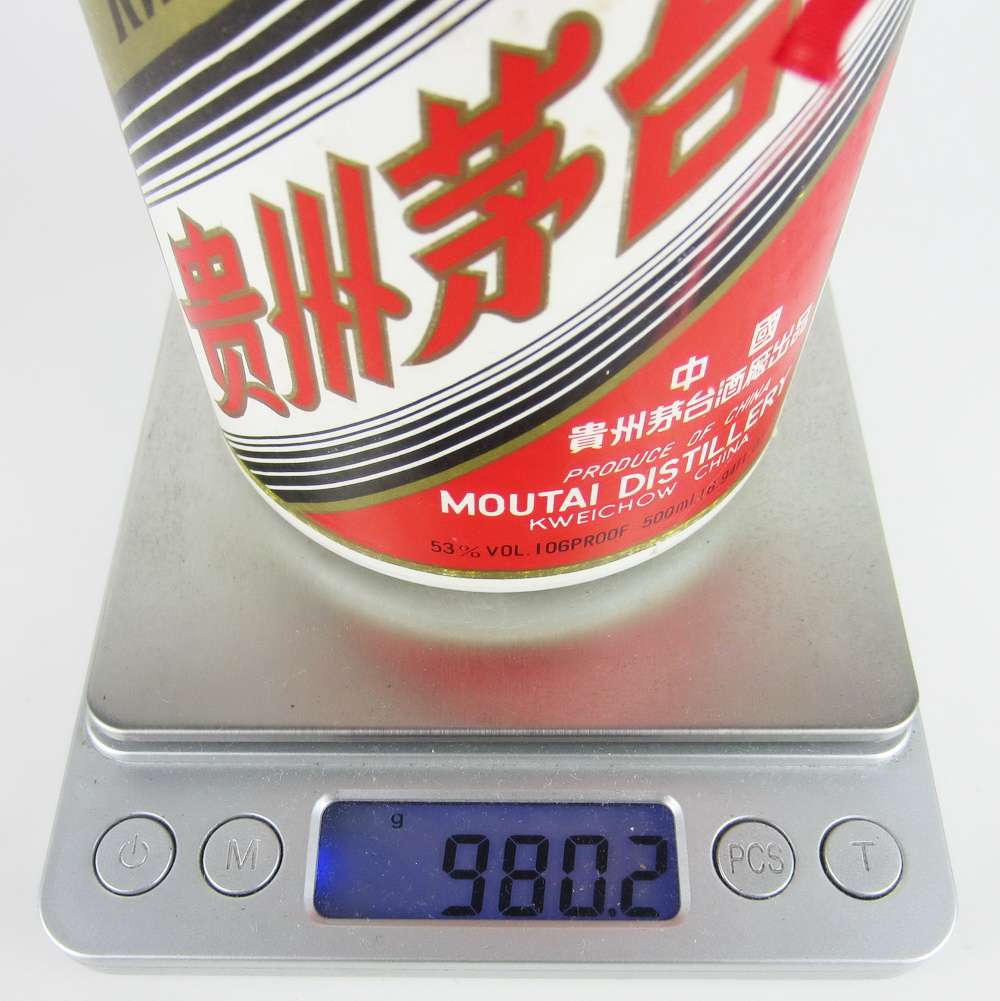 贵州茅台
中國
貴州茅台酒廠出品
PRODUCE OF CHINA
MOUTAI DISTILLERY
KWEICHOW CHINA
53% VOL. 106PROOF 500ml.
g
980.2
M
PCS
T